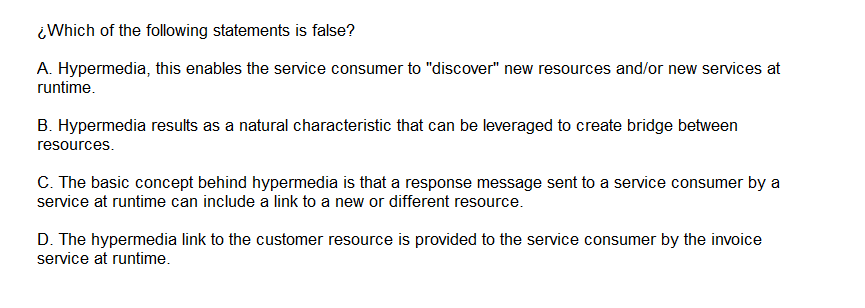 ¿Which of the following statements is false?
A. Hypermedia, this enables the service consumer to "discover" new resources and/or new services at
runtime.
B. Hypermedia results as a natural characteristic that can be leveraged to create bridge between
resources.
C. The basic concept behind hypermedia is that a response message sent to a service consumer by a
service at runtime can include a link to a new or different resource.
D. The hypermedia link to the customer resource is provided to the service consumer by the invoice
service at runtime.